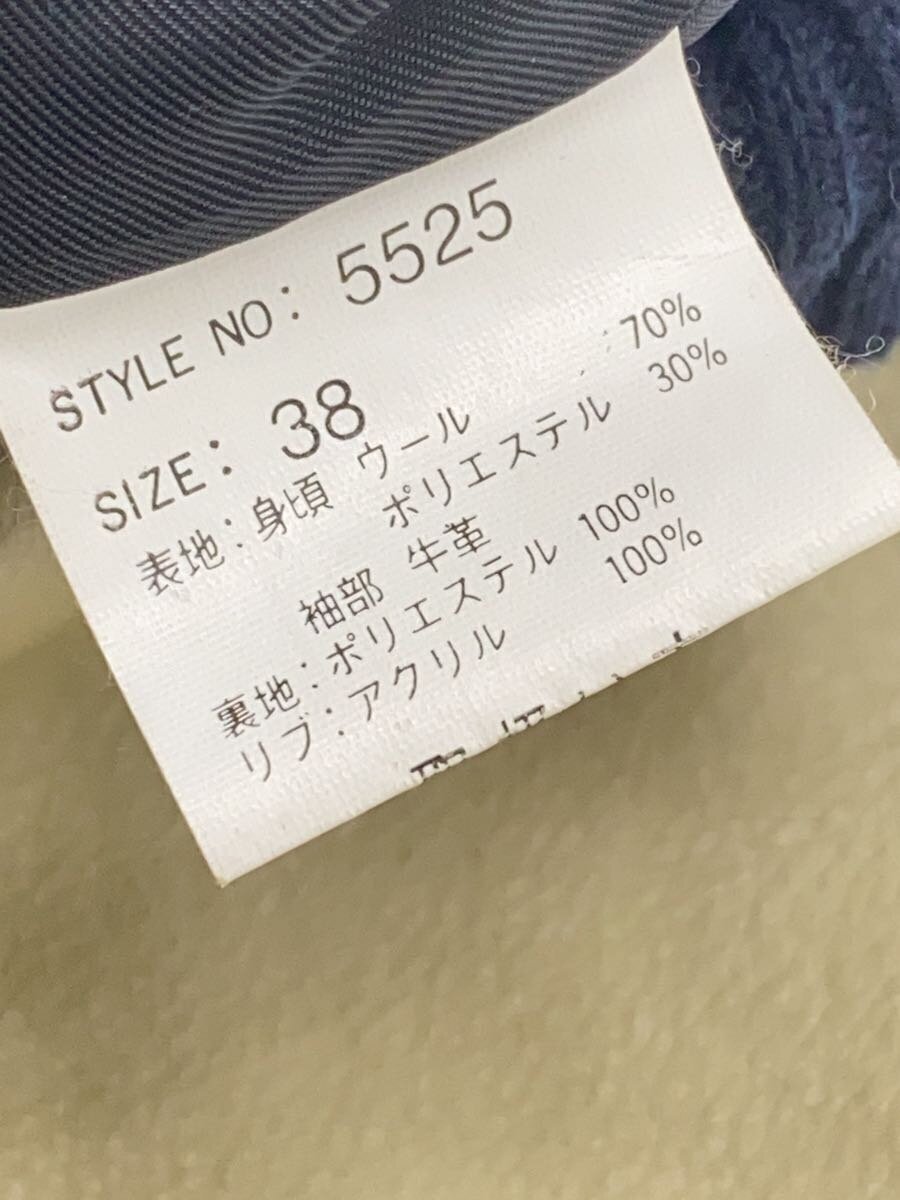 STYLE NO: 5525
SIZE: 38
表地:身頃 ウール 70%
ポリエステル 30%
袖部 牛革
裏地:ポリエステル 100%
リブ:アクリル 100%